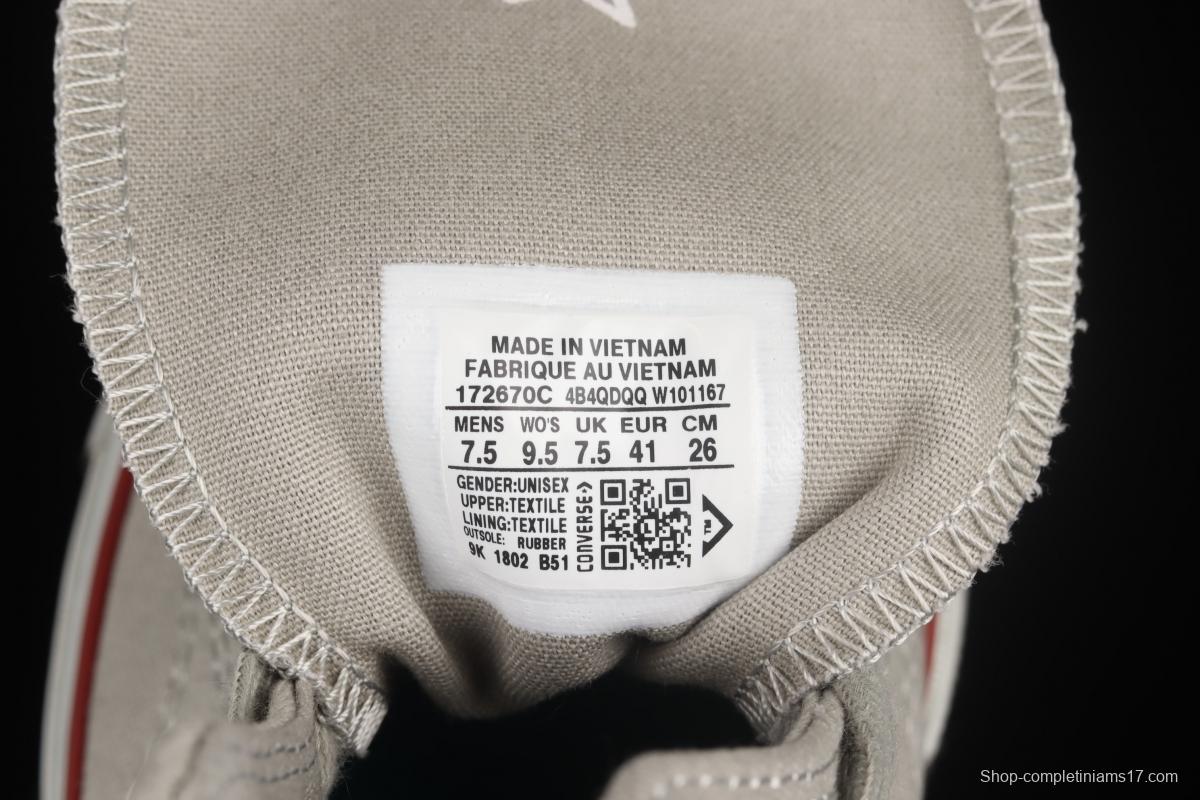 MADE IN VIETNAM
FABRIQUE AU VIETNAM
172670C 4B4QDQQ W101167
MENS WO'S UK EUR CM
7.5 9.5 7.5 41 26
GENDER:UNISEX
UPPER:TEXTILE
LINING:TEXTILE
OUTSOLE: RUBBER
9K 1802 B51
CONVERSE
TM
Shop-completiniams17.com